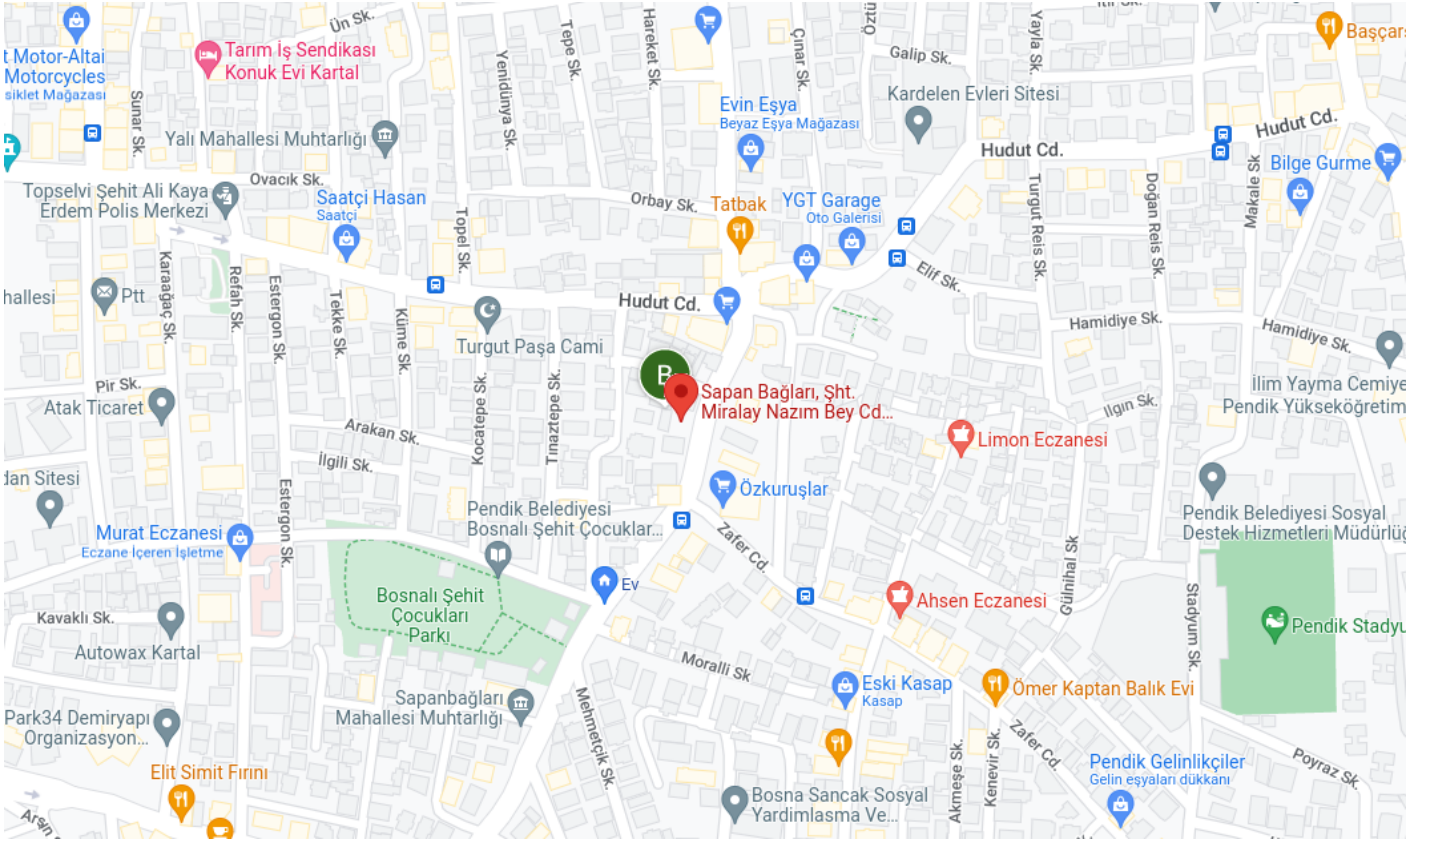 Ün Sk.
Tepe Sk.
Hareket Sk.
Yayla Sk.
Başçar
t Motor-Altai
Motorcycles
siklet Mağazası
Tarım İş Sendikası
Konuk Evi Kartal
Yenidünya Sk.
Çınar Sk.
Galip Sk.
Sunar Sk.
Yalı Mahallesi Muhtarlığı
Evin Eşya
Beyaz Eşya Mağazası
Kardelen Evleri Sitesi
Hudut Cd.
Hudut Cd.
Bilge Gurme
Ovacık Sk.
Topselvi Şehit Ali Kaya
Erdem Polis Merkezi
Saatçi Hasan
Saatçi
Topel Sk.
Orbay Sk.
Tatbak
YGT Garage
Oto Galerisi
Turgut Reis Sk.
Doğan Reis Sk.
Makale Sk
Karaağaç Sk.
Refah Sk.
Estergon Sk.
Tekke Sk.
Küme Sk.
hallesi
Ptt
Hudut Cd.
Elif Sk.
Hamidiye Sk.
Hamidiye Sk.
Turgut Paşa Cami
Pir Sk.
Atak Ticaret
Kocatepe Sk.
Tınaztepe Sk.
B
Sapan Bağları, Şht.
Miralay Nazım Bey Cd...
Ilgın Sk.
İlim Yayma Cemiye
Pendik Yükseköğretim
Arakan Sk.
İlgili Sk.
Limon Eczanesi
dan Sitesi
Estergon Sk.
Özkuruşlar
Pendik Belediyesi
Bosnalı Şehit Çocuklar...
Pendik Belediyesi Sosyal
Destek Hizmetleri Müdürlüğ
Murat Eczanesi
Eczane İçeren İşletme
Zafer Cd.
Gülnihal Sk
Stadyum Sk.
Ev
Bosnalı Şehit
Çocukları
Parkı
Ahsen Eczanesi
Kavaklı Sk.
Autowax Kartal
Pendik Stadyu
Moralli Sk
Mehmetçik Sk.
Eski Kasap
Kasap
Ömer Kaptan Balık Evi
Sapanbağları
Mahallesi Muhtarlığı
Park34 Demiryapı
Organizasyon...
Akmeşe Sk.
Kenevir Sk.
Zafer Cd.
Poyraz Sk.
Elit Simit Fırını
Pendik Gelinlikçiler
Gelin eşyaları dükkanı
Bosna Sancak Sosyal
Yardımlasma Ve...